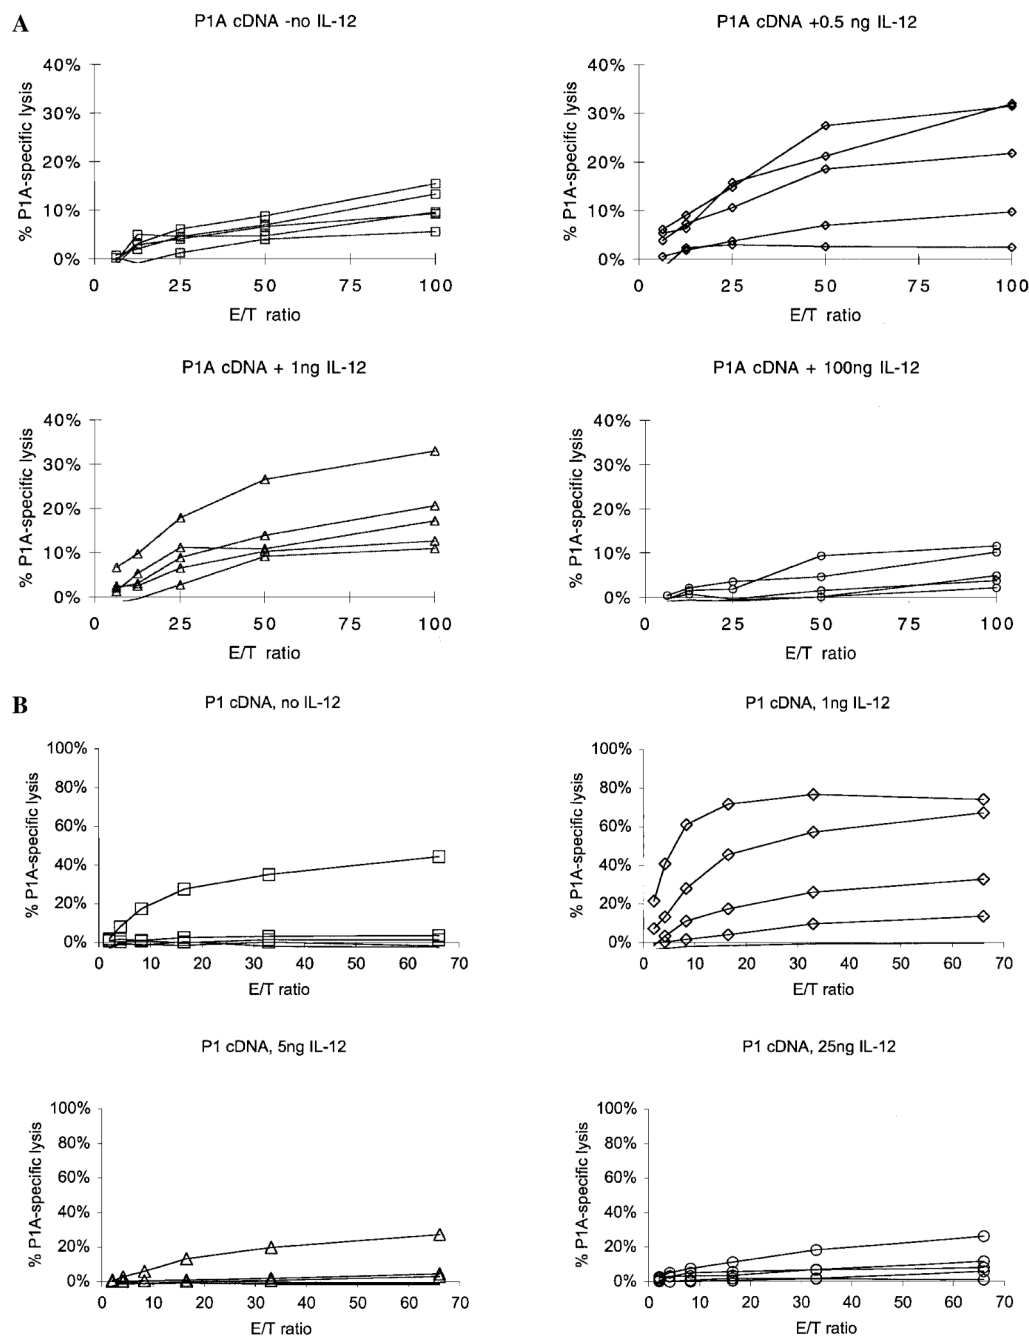 A
P1A cDNA -no IL-12
% P1A-specific lysis
40%
30%
20%
10%
0%
0 25 50 75 100
E/T ratio
P1A cDNA +0.5 ng IL-12
% P1A-specific lysis
40%
30%
20%
10%
0%
0 25 50 75 100
E/T ratio
P1A cDNA + 1ng IL-12
% P1A-specific lysis
40%
30%
20%
10%
0%
0 25 50 75 100
E/T ratio
P1A cDNA + 100ng IL-12
% P1A-specific lysis
40%
30%
20%
10%
0%
0 25 50 75 100
E/T ratio
B
P1 cDNA, no IL-12
% P1A-specific lysis
100%
80%
60%
40%
20%
0%
0 10 20 30 40 50 60 70
E/T ratio
P1 cDNA, 1ng IL-12
% P1A-specific lysis
100%
80%
60%
40%
20%
0%
0 10 20 30 40 50 60 70
E/T ratio
P1 cDNA, 5ng IL-12
% P1A-specific lysis
100%
80%
60%
40%
20%
0%
0 10 20 30 40 50 60 70
E/T ratio
P1 cDNA, 25ng IL-12
% P1A-specific lysis
100%
80%
60%
40%
20%
0%
0 10 20 30 40 50 60 70
E/T ratio